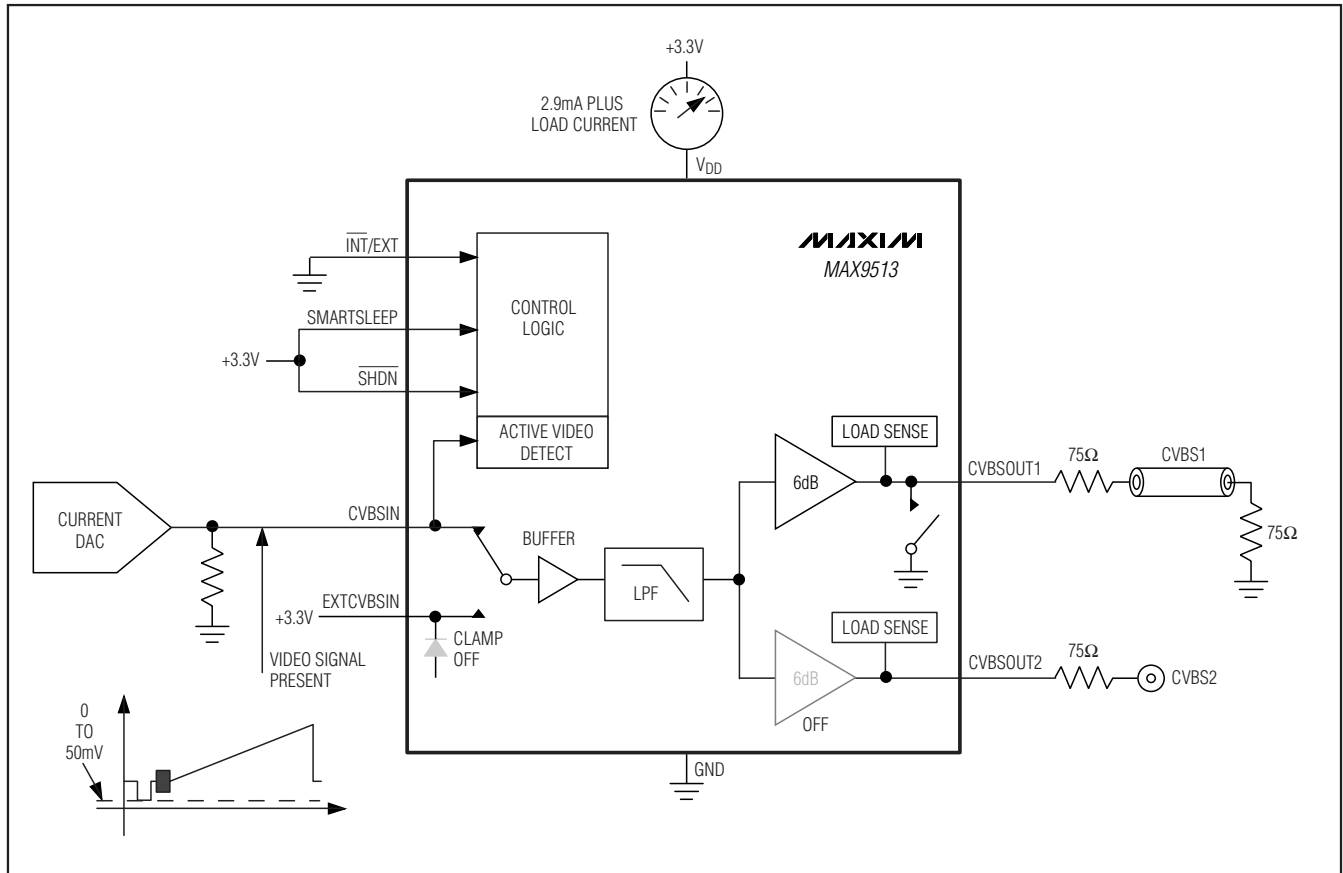 +3.3V
2.9mA PLUS
LOAD CURRENT
VDD
INT/EXT
MAXIM
MAX9513
CONTROL
LOGIC
SMARTSLEEP
+3.3V
SHDN
ACTIVE VIDEO
DETECT
LOAD SENSE
75Ω
CVBS1
CVBSOUT1
6dB
CURRENT
DAC
CVBSIN
BUFFER
75Ω
LPF
EXTCVBSIN
+3.3V
CLAMP
OFF
LOAD SENSE
75Ω
VIDEO SIGNAL
PRESENT
CVBSOUT2
6dB
CVBS2
OFF
0
TO
50mV
GND